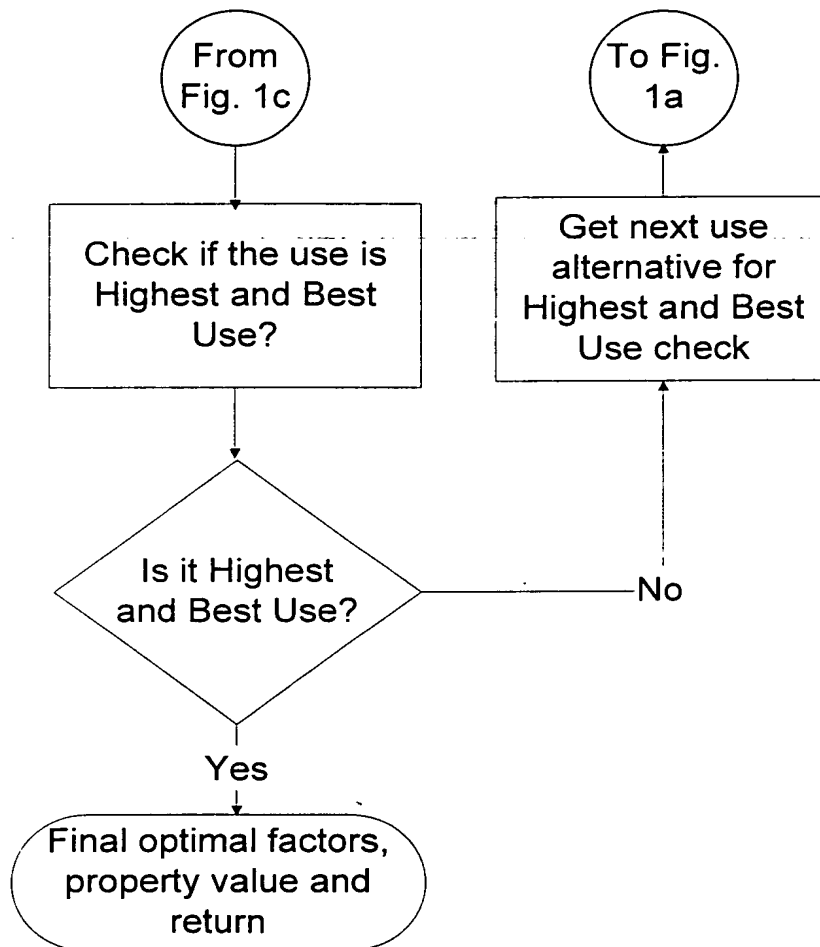 From
Fig. 1c
To Fig.
1a
Check if the use is
Highest and Best
Use?
Get next use
alternative for
Highest and Best
Use check
Is it Highest
and Best Use?
No
Yes
Final optimal factors,
property value and
return